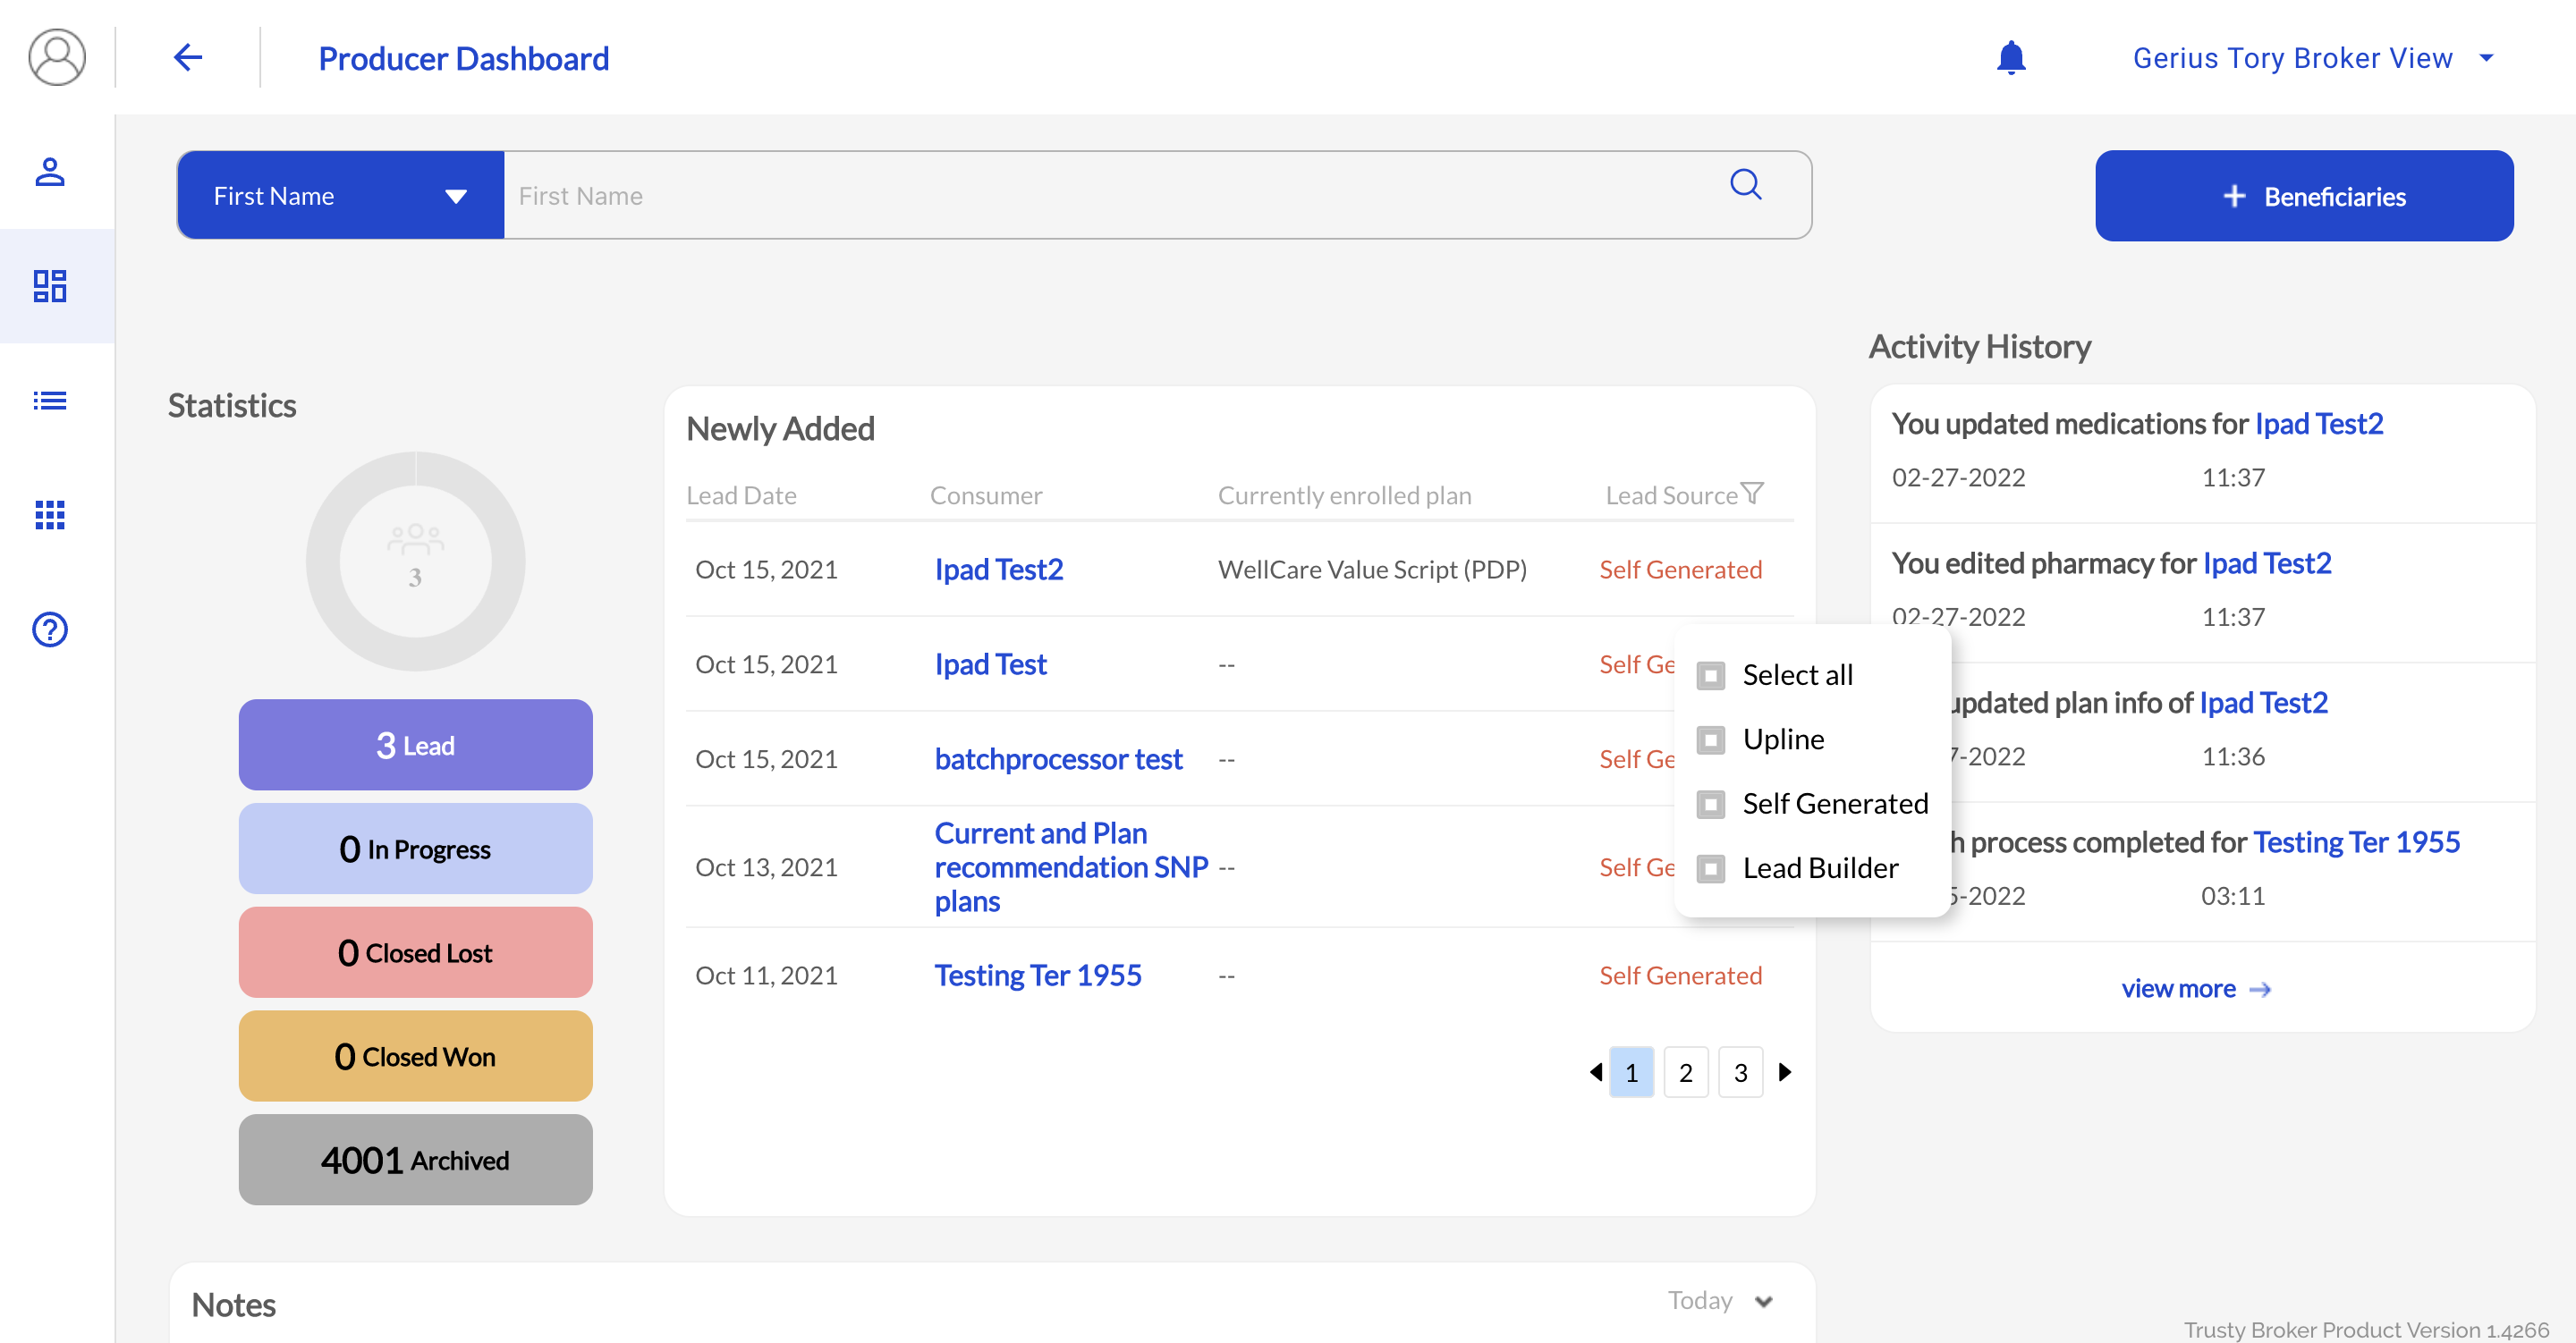 Producer Dashboard
Gerius Tory Broker View
First Name
First Name
+ Beneficiaries
Statistics
3
3 Lead
0 In Progress
0 Closed Lost
0 Closed Won
4001 Archived
Newly Added
Lead Date Consumer Currently enrolled plan Lead Source
Oct 15, 2021 Ipad Test2 WellCare Value Script (PDP) Self Generated
Oct 15, 2021 Ipad Test -- Self Ge
Oct 15, 2021 batchprocessor test -- Self Ge
Oct 13, 2021 Current and Plan
recommendation SNP -- Self Ge
plans
Oct 11, 2021 Testing Ter 1955 -- Self Generated
1 2 3
Select all
Upline
Self Generated
Lead Builder
Activity History
You updated medications for Ipad Test2
02-27-2022 11:37
You edited pharmacy for Ipad Test2
02-27-2022 11:37
updated plan info of Ipad Test2
7-2022 11:36
h process completed for Testing Ter 1955
5-2022 03:11
view more →
Notes
Today
Trusty Broker Product Version 1.4266